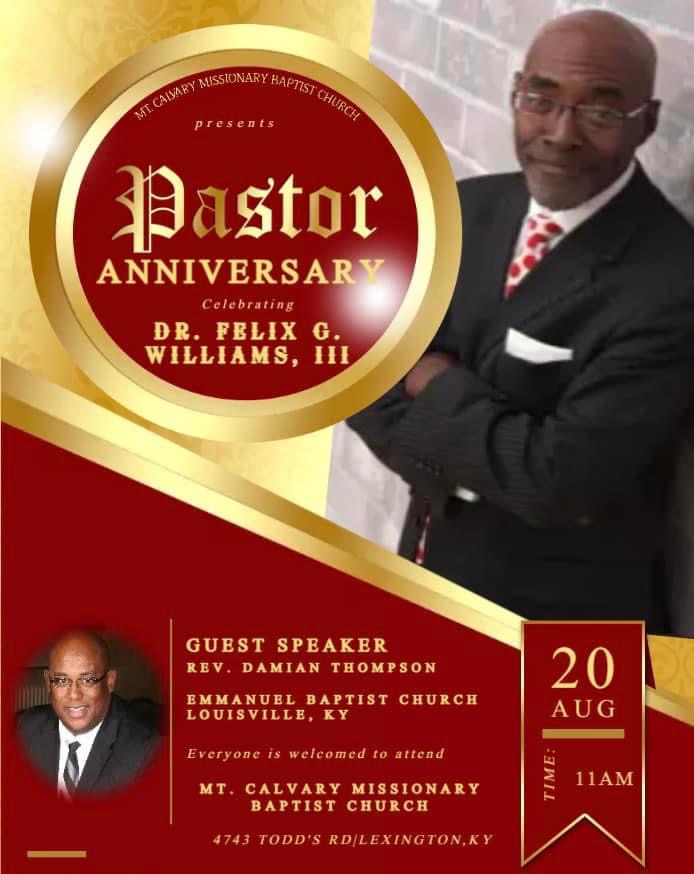 MT. CALVARY MISSIONARY BAPTIST CHURCH
presents
Pastor
ANNIVERSARY
Celebrating
DR. FELIX G.
WILLIAMS, III
GUEST SPEAKER
REV. DAMIAN THOMPSON
EMMANUEL BAPTIST CHURCH
LOUISVILLE, KY
Everyone is welcomed to attend
MT. CALVARY MISSIONARY
BAPTIST CHURCH
4743 TODD'S RD|LEXINGTON,KY
20
AUG
TIME:
11AM